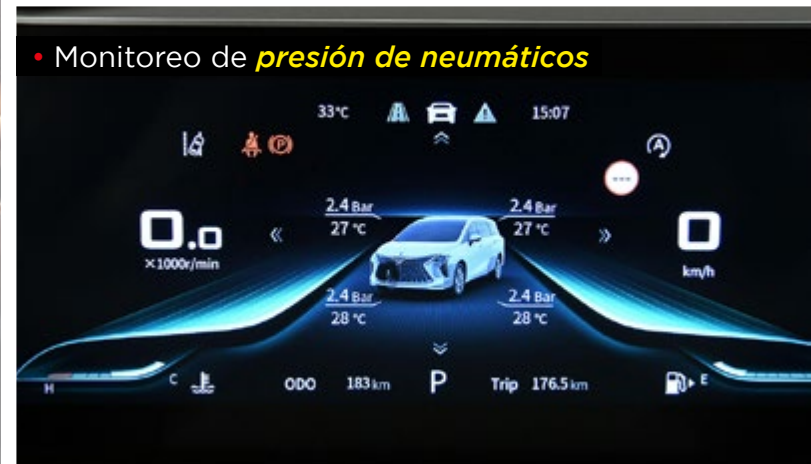 • Monitoreo de presión de neumáticos
33°C 15:07
(P) (A)
2.4 Bar 2.4 Bar
0.0 27 °C 27 °C 0
×1000r/min km/h
2.4 Bar 2.4 Bar
28 °C 28 °C
H C ODO 183 km P Trip 176.5 km E